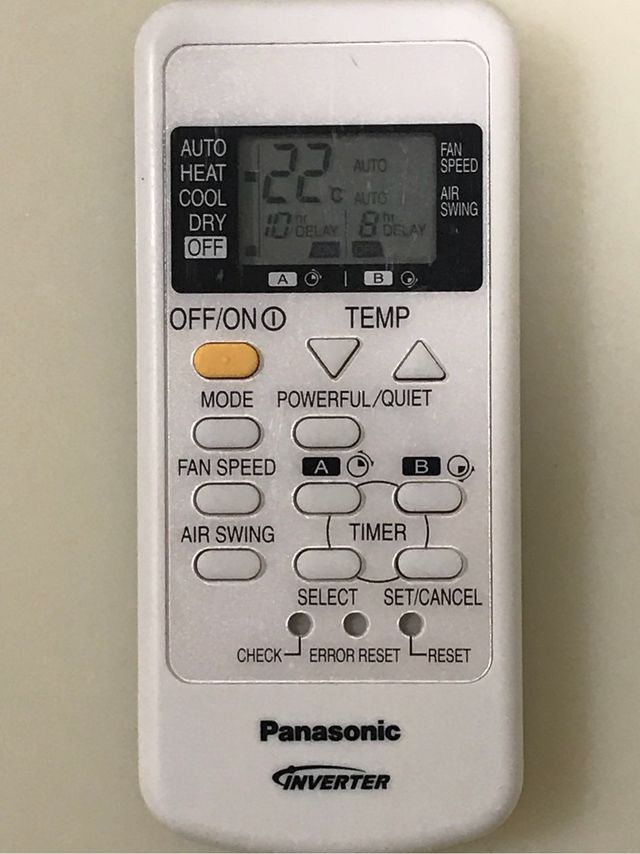 AUTO
HEAT
COOL
DRY
OFF
22 °C AUTO
AUTO
10 hr DELAY 8 hr DELAY
ON OFF
FAN
SPEED
AIR
SWING
A B
OFF/ON TEMP
MODE POWERFUL/QUIET
FAN SPEED A B
AIR SWING TIMER
SELECT SET/CANCEL
CHECK ERROR RESET RESET
Panasonic
INVERTER